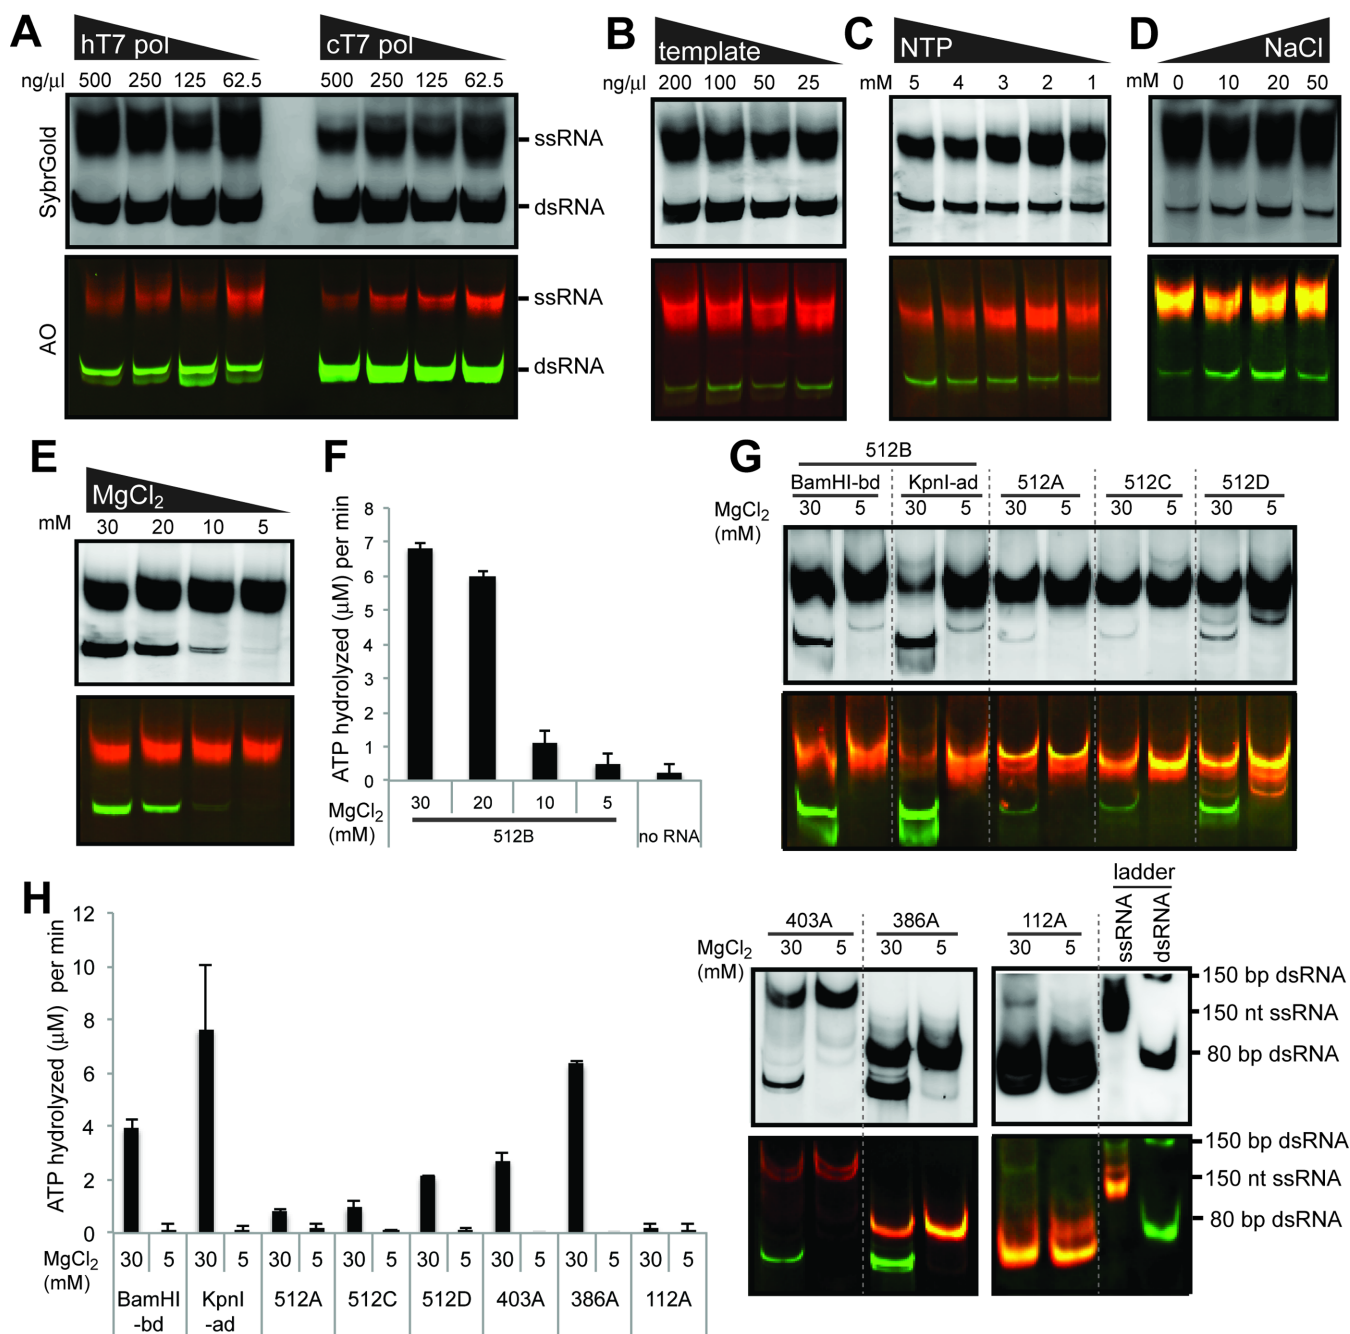 A
hT7 pol
cT7 pol
ng/µl 500 250 125 62.5 500 250 125 62.5
SybrGold
ssRNA
dsRNA
AO
ssRNA
dsRNA
B
template
ng/µl 200 100 50 25
C
NTP
mM 5 4 3 2 1
D
NaCl
mM 0 10 20 50
E
MgCl2
mM 30 20 10 5
F
ATP hydrolyzed (µM) per min
8
7
6
5
4
3
2
1
0
MgCl2 30 20 10 5
(mM)
512B
no RNA
G
512B
BamHI-bd KpnI-ad 512A 512C 512D
MgCl2 30 5 30 5 30 5 30 5 30 5
(mM)
ladder
403A 386A 112A ssRNA dsRNA
MgCl2 30 5 30 5 30 5
(mM)
150 bp dsRNA
150 nt ssRNA
80 bp dsRNA
150 bp dsRNA
150 nt ssRNA
80 bp dsRNA
H
ATP hydrolyzed (µM) per min
12
10
8
6
4
2
0
MgCl2 30 5 30 5 30 5 30 5 30 5 30 5 30 5 30 5
(mM)
BamHI KpnI 512A 512C 512D 403A 386A 112A
-bd -ad